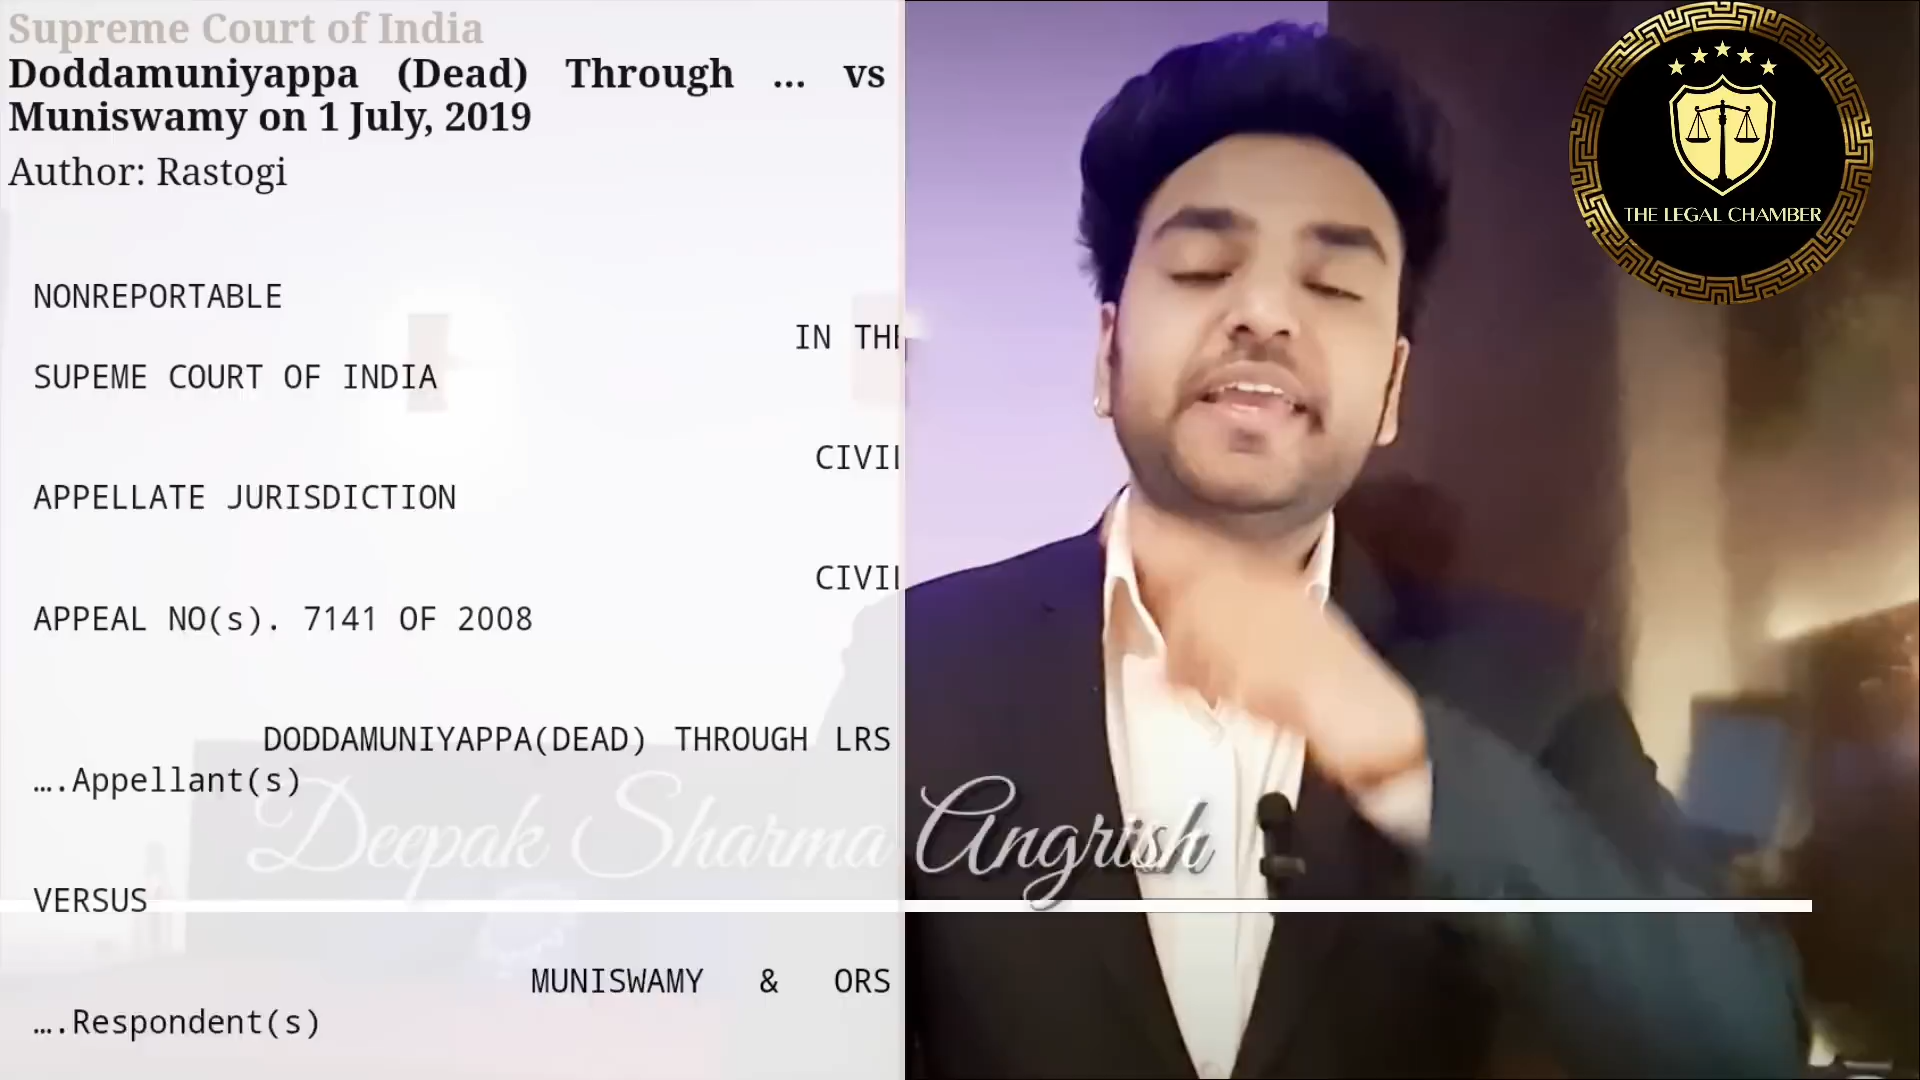 Supreme Court of India
Doddamuniyappa (Dead) Through ... vs
Muniswamy on 1 July, 2019
Author: Rastogi
NONREPORTABLE
IN THE
SUPEME COURT OF INDIA
CIVIL
APPELLATE JURISDICTION
CIVIL
APPEAL NO(s). 7141 OF 2008
DODDAMUNIYAPPA(DEAD) THROUGH LRS
….Appellant(s)
VERSUS
MUNISWAMY & ORS
….Respondent(s)
Deepak Sharma Angrish
THE LEGAL CHAMBER